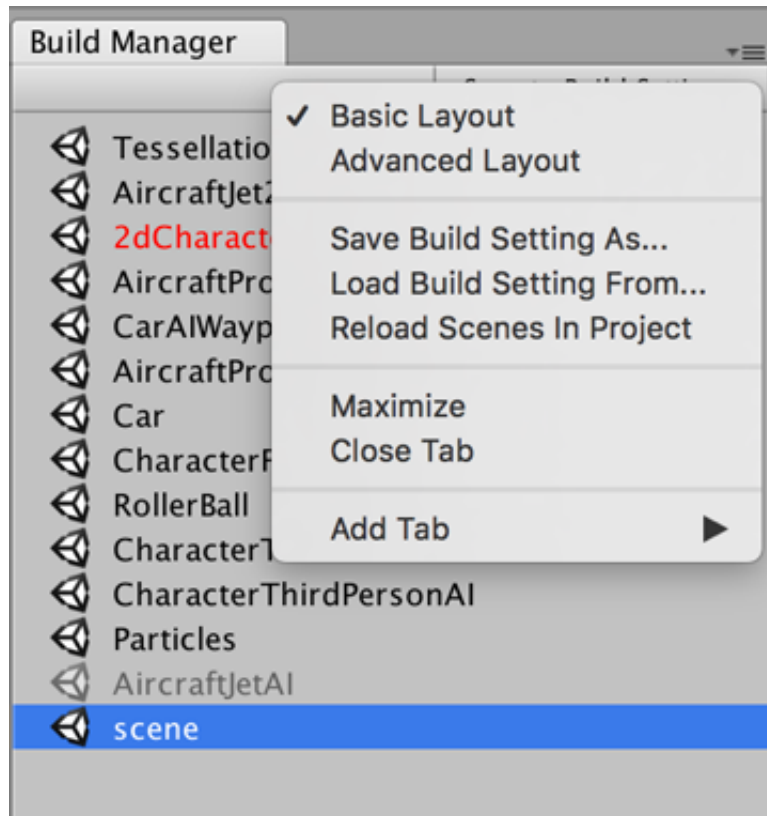 Build Manager
Basic Layout
Advanced Layout
Save Build Setting As...
Load Build Setting From...
Reload Scenes In Project
Maximize
Close Tab
Add Tab
Tessellatio
AircraftJet2
2dCharact
AircraftPro
CarAIWayp
AircraftPro
Car
CharacterF
RollerBall
CharacterT
CharacterThirdPersonAI
Particles
AircraftJetAI
scene